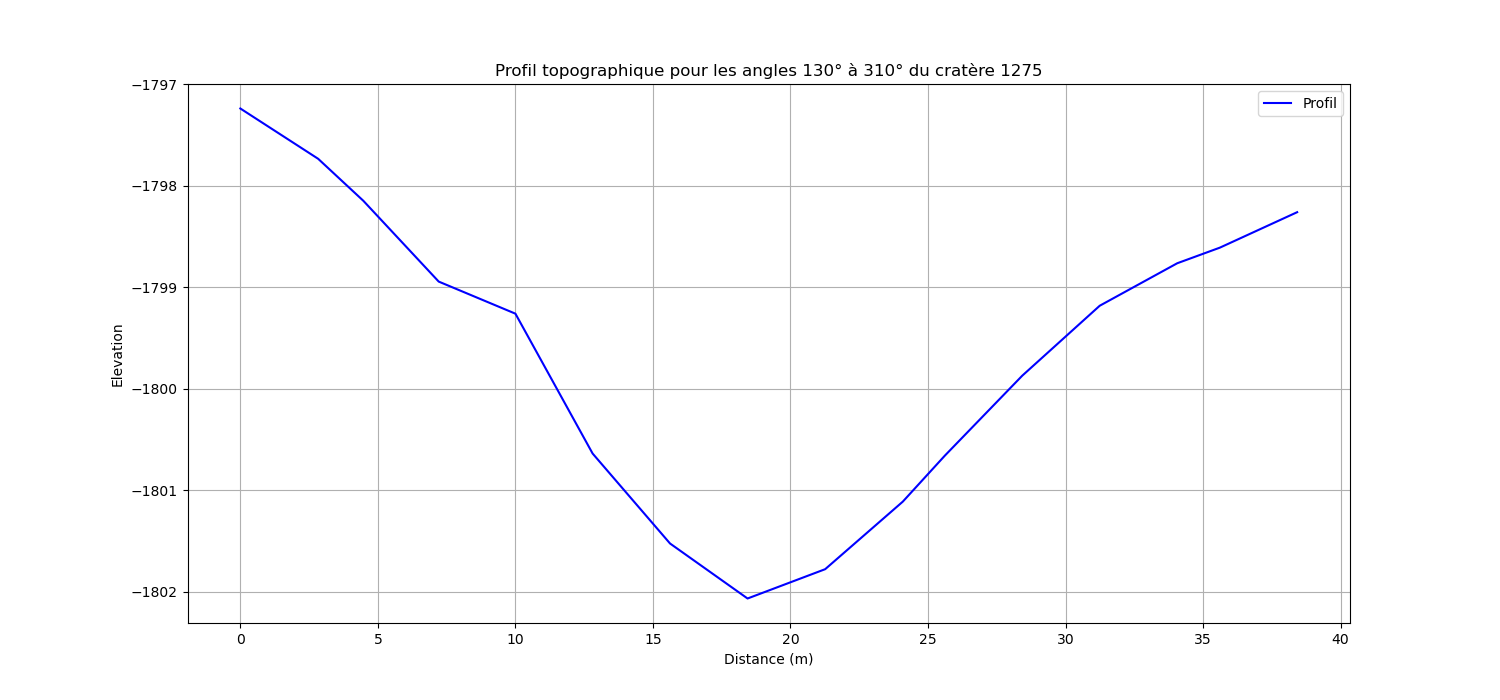 Profil topographique pour les angles 130° à 310° du cratère 1275
Profil
−1797
−1798
−1799
−1800
−1801
−1802
Elevation
0 5 10 15 20 25 30 35 40
Distance (m)